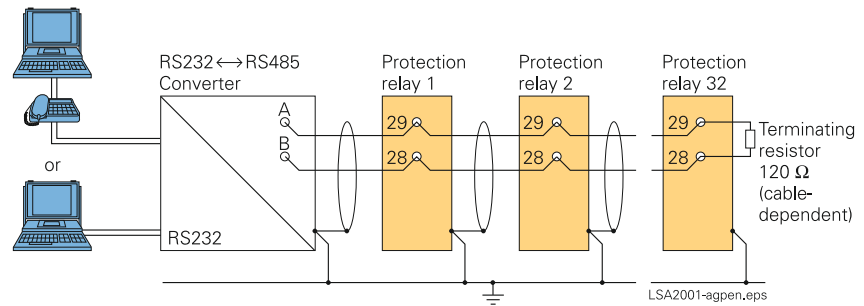 RS232 ↔ RS485
Converter
Protection
relay 1
Protection
relay 2
Protection
relay 32
A
B
29
28
29
28
29
28
Terminating
resistor
120 Ω
(cable-
dependent)
or
RS232
LSA2001-agpen.eps